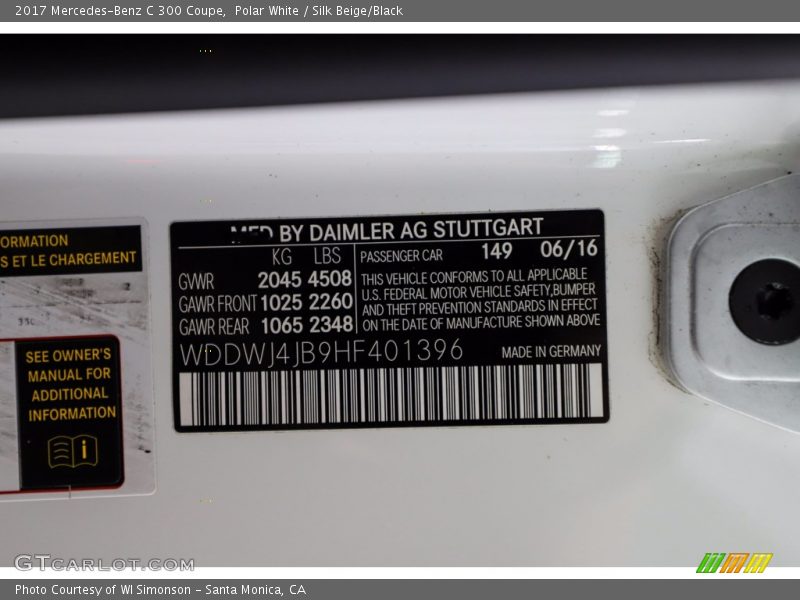 2017 Mercedes-Benz C 300 Coupe,  Polar White / Silk Beige/Black
ORMATION
S ET LE CHARGEMENT
SEE OWNER'S
MANUAL FOR
ADDITIONAL
INFORMATION
i
MFD BY DAIMLER AG STUTTGART
KG LBS
GWR 2045 4508
GAWR FRONT 1025 2260
GAWR REAR 1065 2348
PASSENGER CAR 149 06/16
THIS VEHICLE CONFORMS TO ALL APPLICABLE
U.S. FEDERAL MOTOR VEHICLE SAFETY,BUMPER
AND THEFT PREVENTION STANDARDS IN EFFECT
ON THE DATE OF MANUFACTURE SHOWN ABOVE
WDDWJ4JB9HF401396 MADE IN GERMANY
GTCARLOT.COM
Photo Courtesy of WI Simonson - Santa Monica, CA